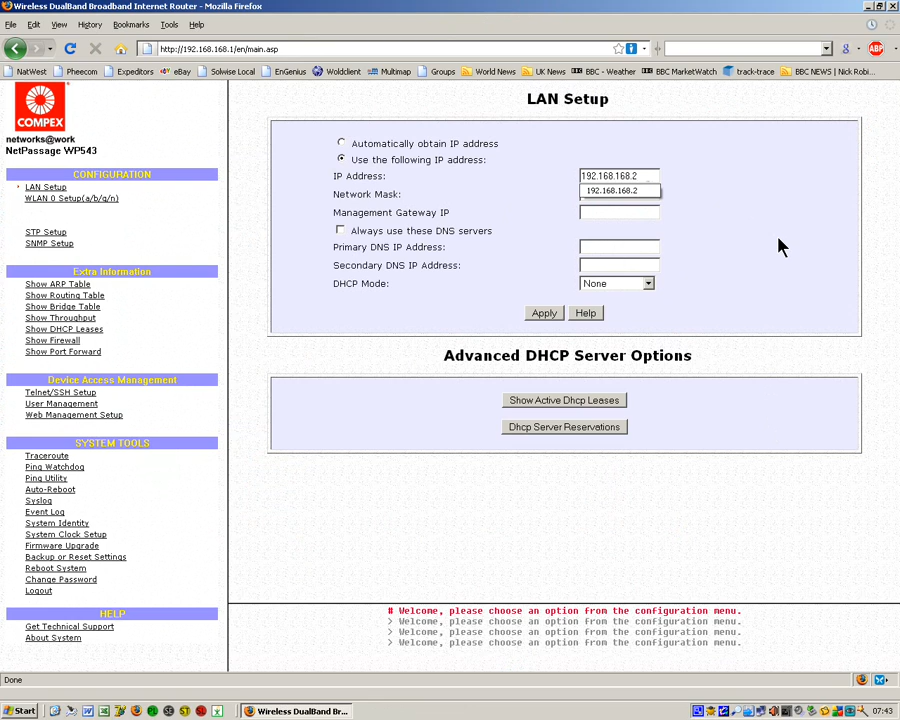 Wireless DualBand Broadband Internet Router - Mozilla Firefox
File Edit View History Tools Help
http://192.168.168.1/en/main.asp
ABP
NatWest Pheecom Expeditors eBay Solwise Local EnGenius Worldclient Multimap Groups World News UK News BBC - Weather BBC MarketWatch track-trace BBC NEWS | Nick Robi...
COMPEX
networks@work
NetPassage WP543
CONFIGURATION
LAN Setup
WLAN 0 Setup(a/b/g/n)
STP Setup
SNMP Setup
Extra Information
Show ARP Table
Show Routing Table
Show Bridge Table
Show Throughput
Show DHCP Leases
Show Firewall
Show Port Forward
Device Access Management
Telnet/SSH Setup
User Management
Web Management Setup
SYSTEM TOOLS
Traceroute
Ping Watchdog
Ping Utility
Auto-Reboot
Syslog
Event Log
System Identity
System Clock Setup
Firmware Upgrade
Backup or Reset Settings
Reboot System
Change Password
Logout
HELP
Get Technical Support
About System
LAN Setup
Automatically obtain IP address
Use the following IP address:
IP Address: 192.168.168.2
192.168.168.2
Network Mask:
Management Gateway IP
Always use these DNS servers
Primary DNS IP Address:
Secondary DNS IP Address:
DHCP Mode: None
Apply Help
Advanced DHCP Server Options
Show Active Dhcp Leases
Dhcp Server Reservations
# Welcome, please choose an option from the configuration menu.
> Welcome, please choose an option from the configuration menu.
> Welcome, please choose an option from the configuration menu.
> Welcome, please choose an option from the configuration menu.
Done
Start Wireless DualBand Br... 07:43